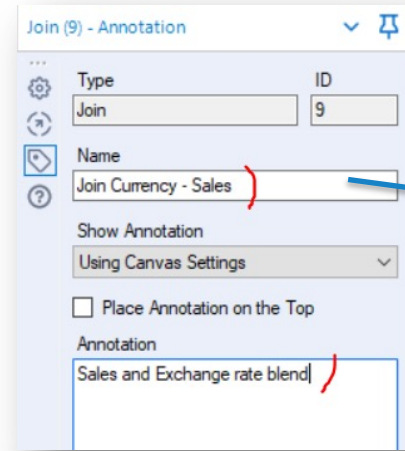 Join (9) - Annotation
Type ID
Join 9
Name
Join Currency - Sales
Show Annotation
Using Canvas Settings
Place Annotation on the Top
Annotation
Sales and Exchange rate blend